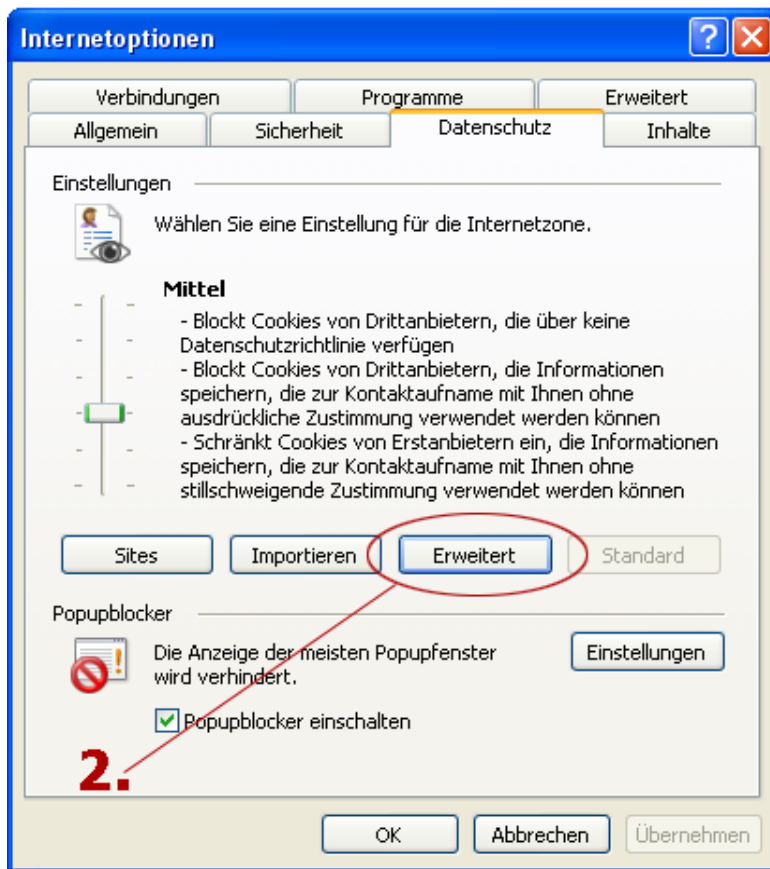 Internetoptionen
?
Verbindungen Programme Erweitert
Allgemein Sicherheit Datenschutz Inhalte
Einstellungen
Wählen Sie eine Einstellung für die Internetzone.
Mittel
- Blockt Cookies von Drittanbietern, die über keine
Datenschutzrichtlinie verfügen
- Blockt Cookies von Drittanbietern, die Informationen
speichern, die zur Kontaktaufname mit Ihnen ohne
ausdrückliche Zustimmung verwendet werden können
- Schränkt Cookies von Erstanbietern ein, die Informationen
speichern, die zur Kontaktaufname mit Ihnen ohne
stillschweigende Zustimmung verwendet werden können
Sites Importieren Erweitert Standard
Popupblocker
Die Anzeige der meisten Popupfenster
wird verhindert.
Einstellungen
Popupblocker einschalten
2.
OK Abbrechen Übernehmen